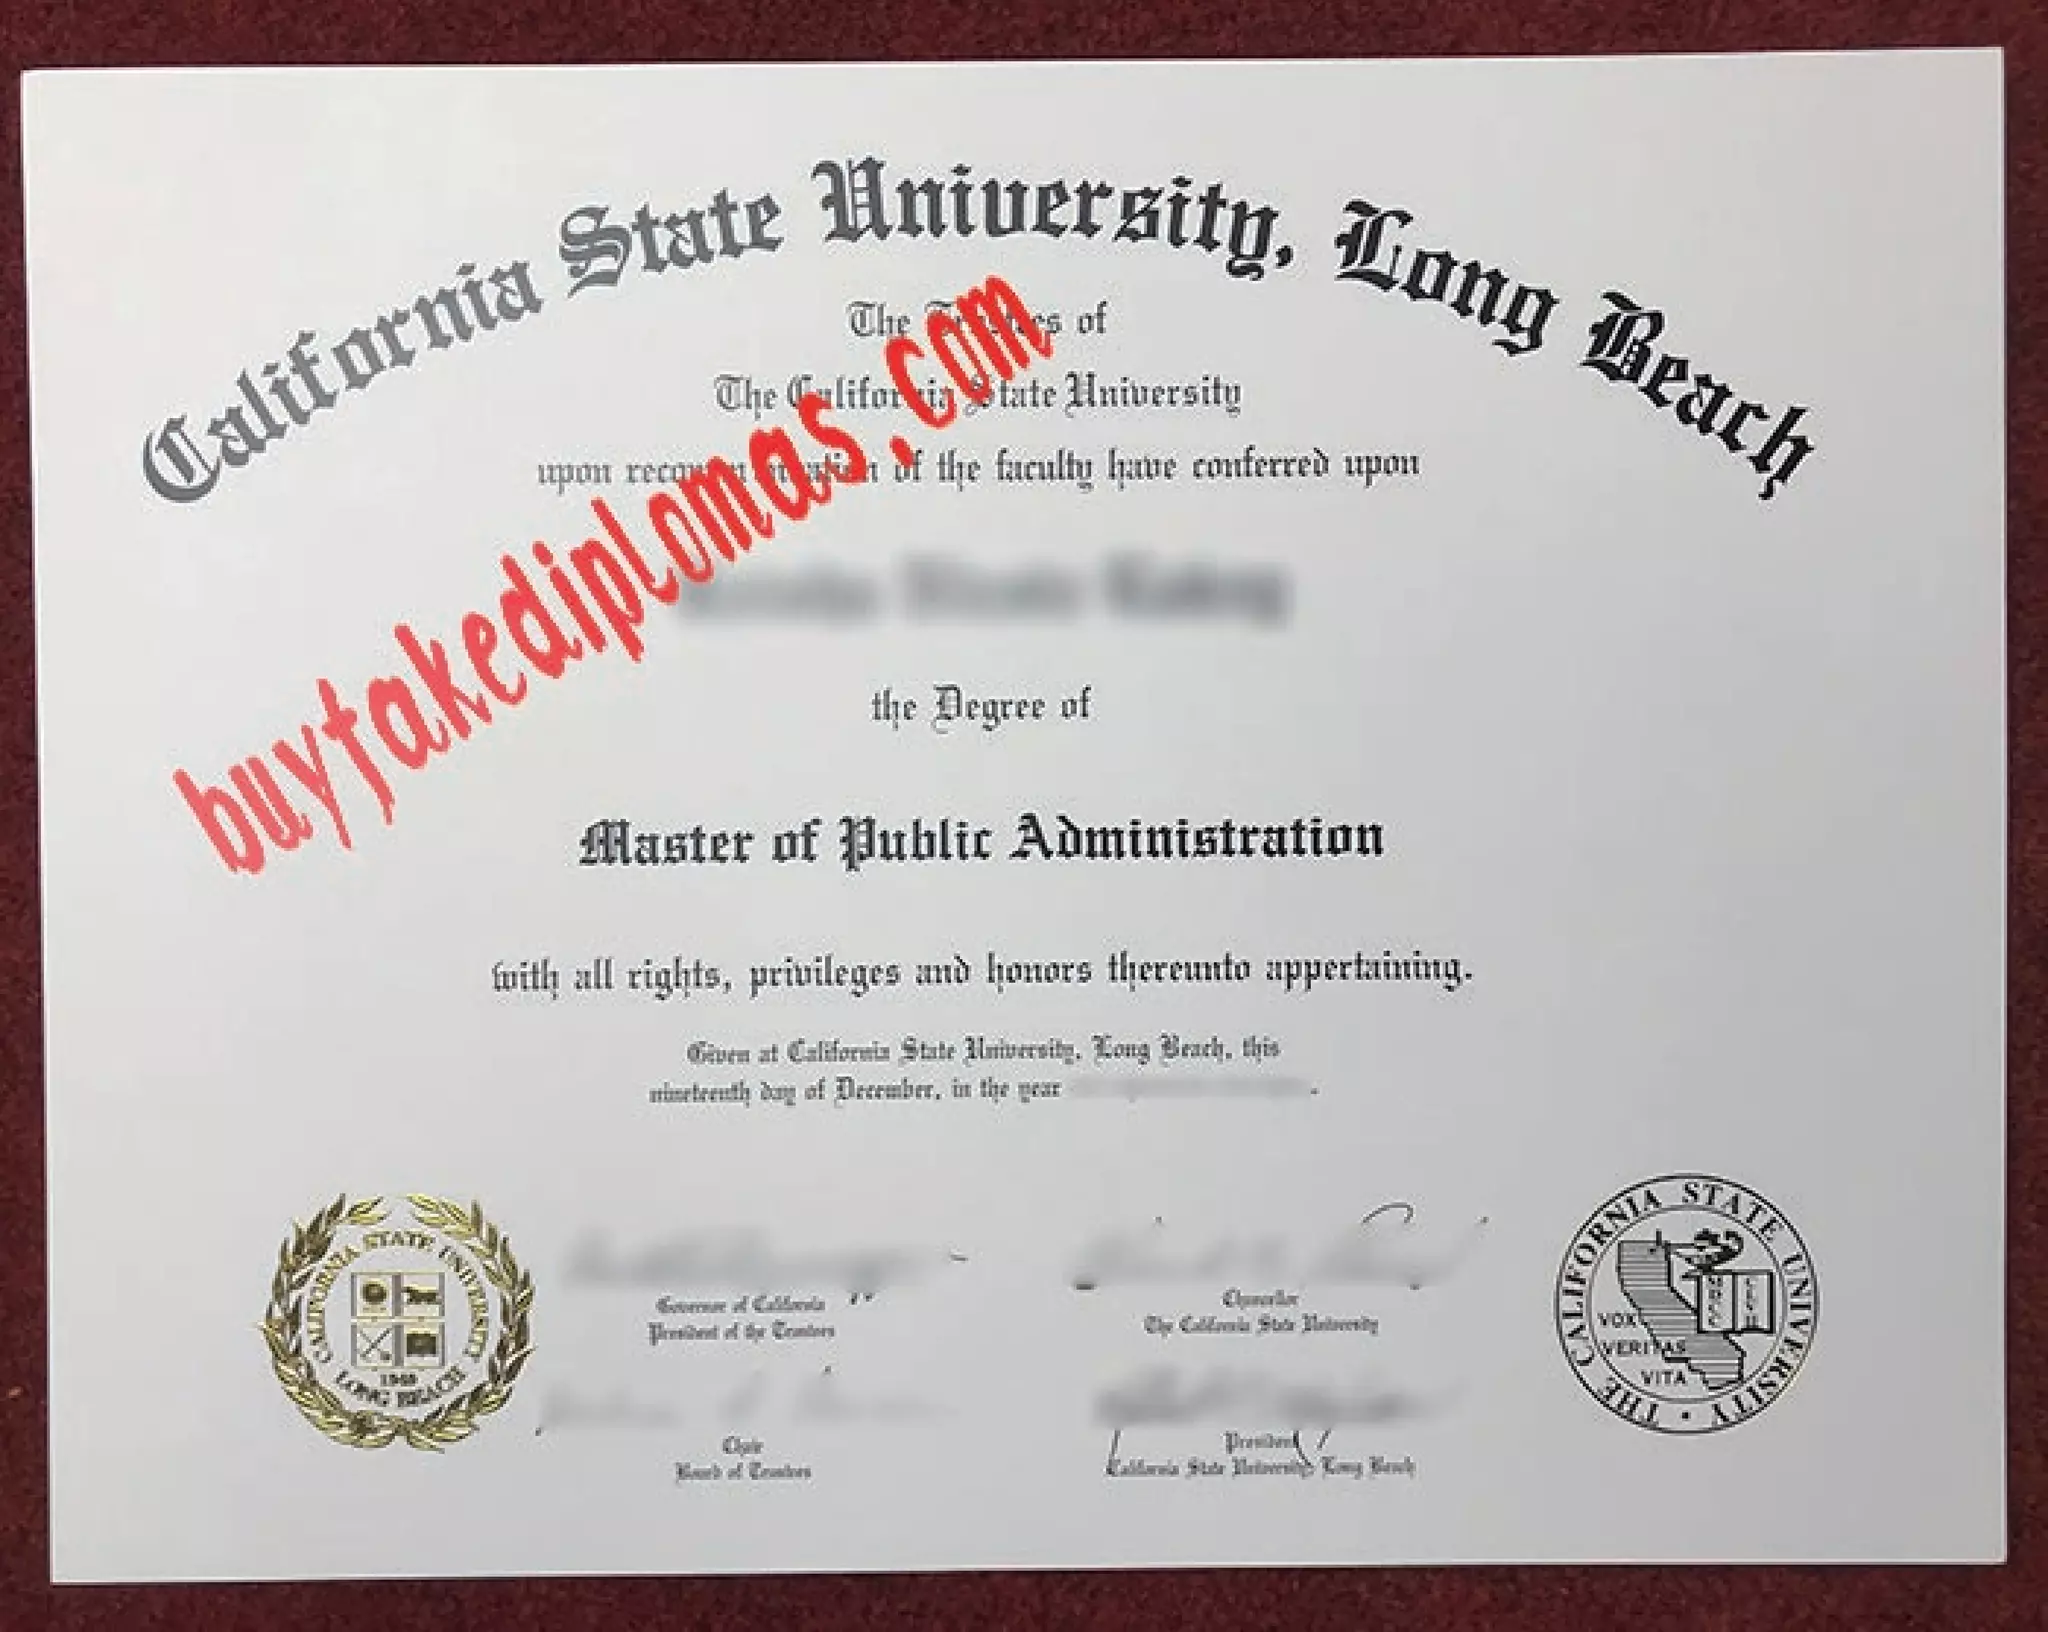 California State University, Long Beach
The Trustees of
The California State University
upon recommendation of the faculty have conferred upon
buyfakediplomas.com
the Degree of
Master of Public Administration
with all rights, privileges and honors thereunto appertaining.
Given at California State University, Long Beach, this
nineteenth day of December, in the year
CALIFORNIA STATE UNIVERSITY
1949
LONG BEACH
Governor of California
President of the Trustees
Chancellor
The California State University
Chair
Board of Trustees
President
California State University, Long Beach
THE CALIFORNIA STATE UNIVERSITY
VOX
VERITAS
VITA